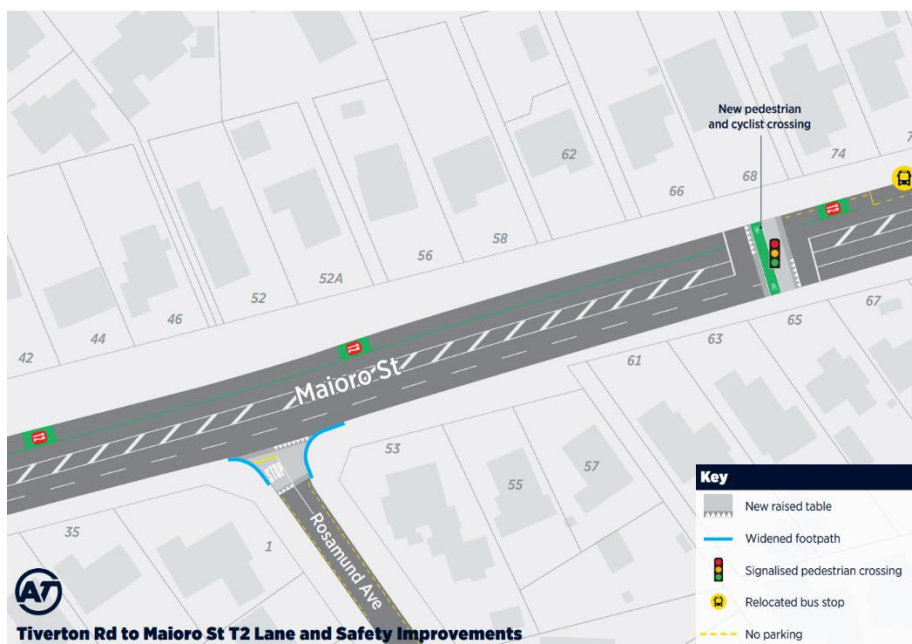 New pedestrian
and cyclist crossing
62
74
68
66
58
56
52A
52
46
44
42
67
65
63
61
Maioro St
53
57
55
STOP
35
1
Rosamund Ave
Key
New raised table
Widened footpath
Signalised pedestrian crossing
Relocated bus stop
No parking
AT
Tiverton Rd to Maioro St T2 Lane and Safety Improvements